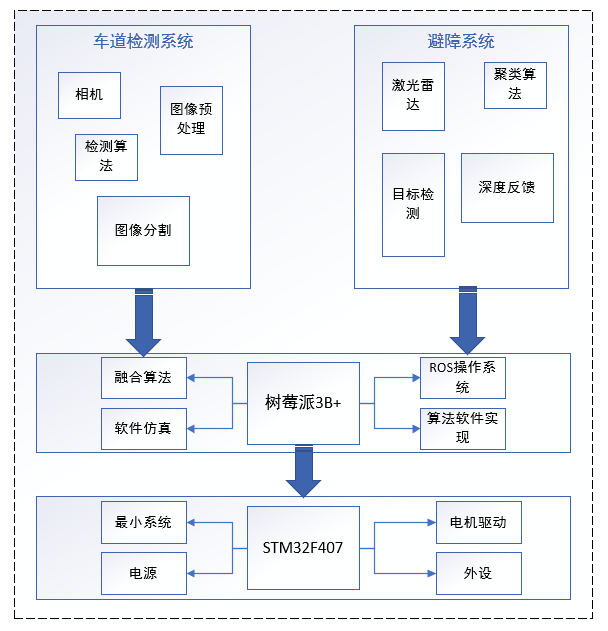 车道检测系统
相机
图像预
处理
检测算
法
图像分割
避障系统
激光雷
达
聚类算
法
目标检
测
深度反馈
融合算法
软件仿真
树莓派3B+
ROS操作系
统
算法软件实
现
最小系统
电源
STM32F407
电机驱动
外设